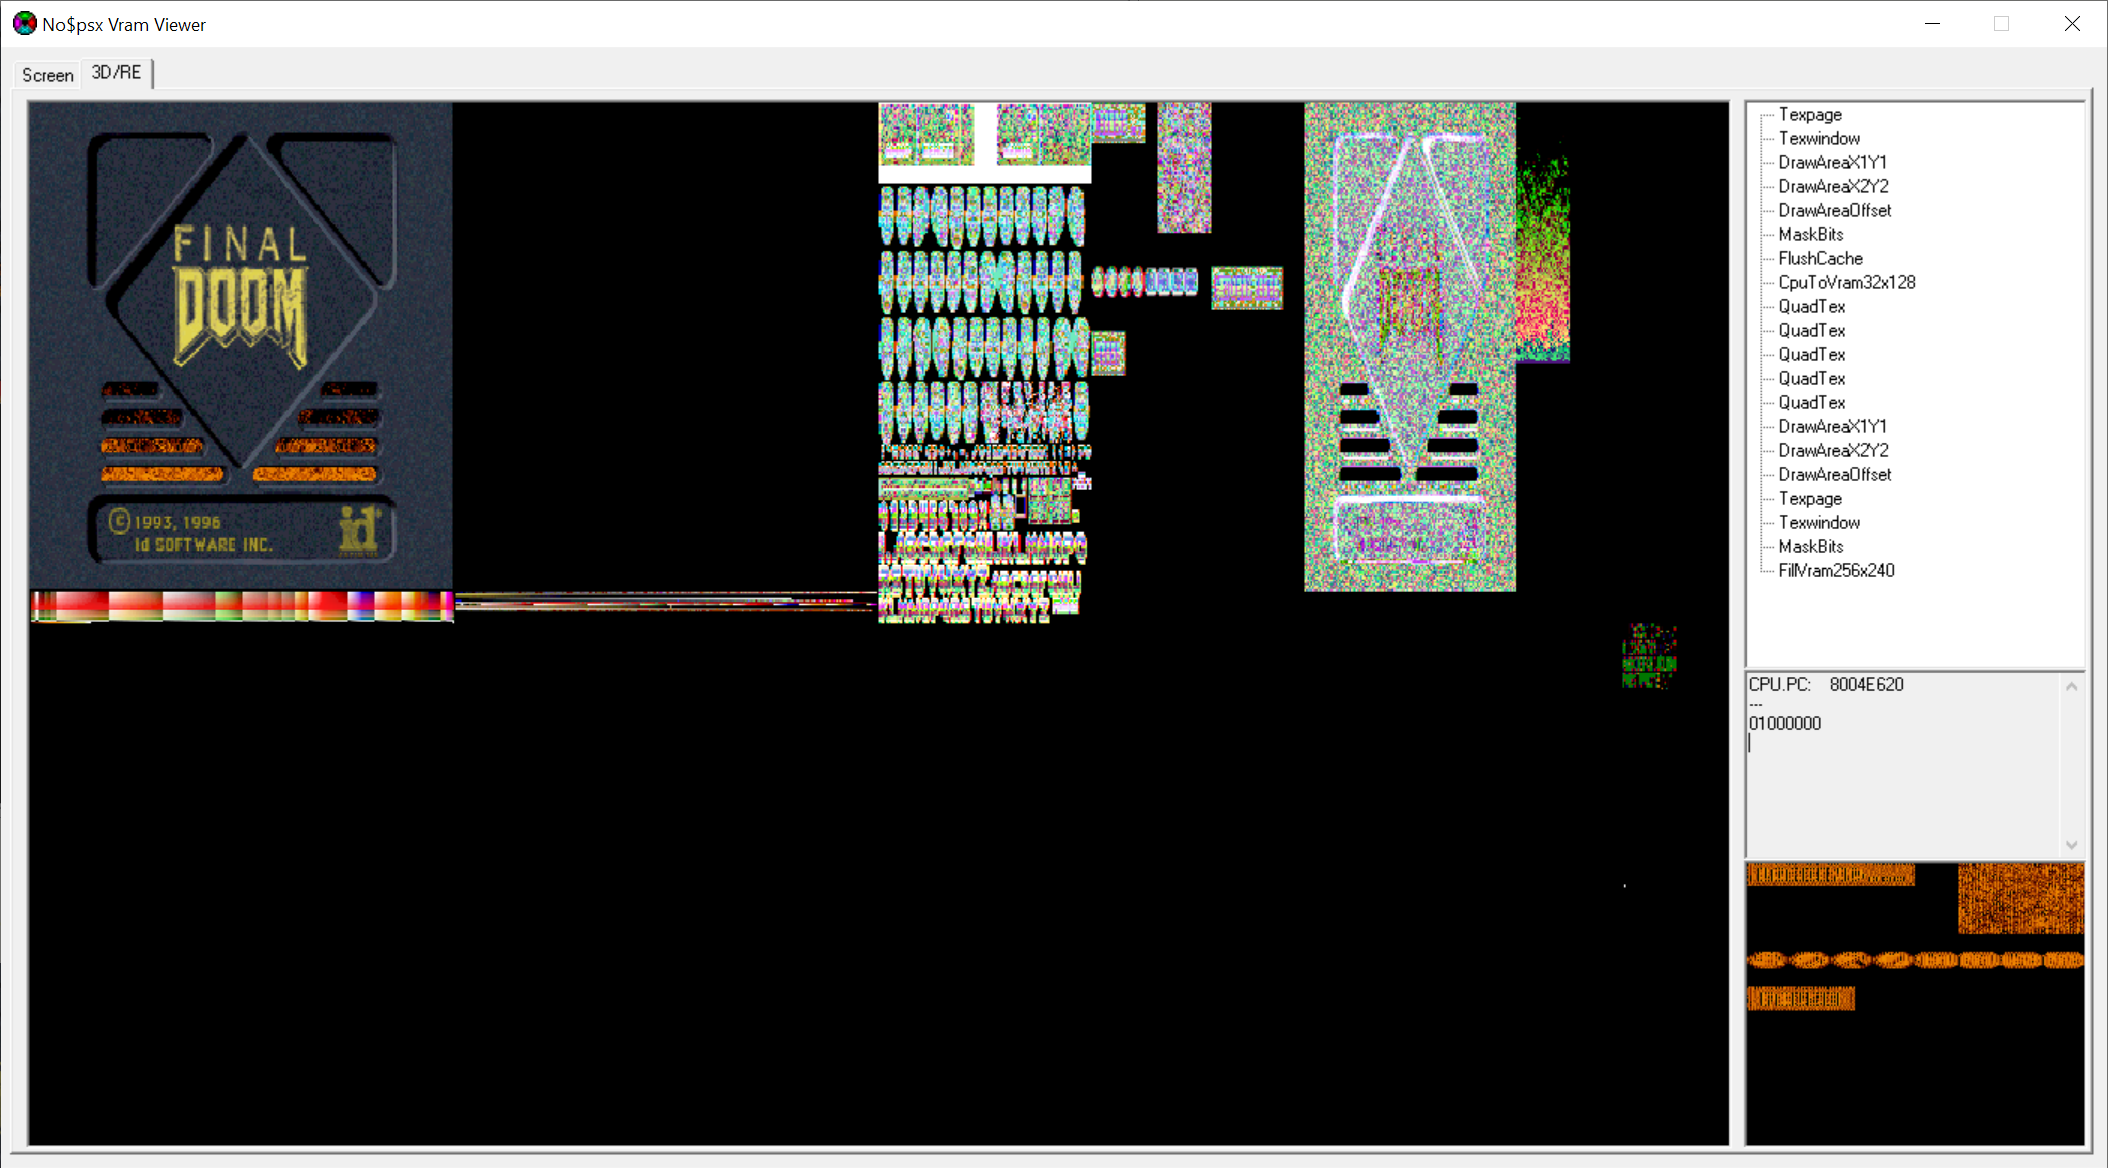 No$psx Vram Viewer
Screen
3D/RE
FINAL
DOOM
© 1993, 1996
id SOFTWARE INC.
id
Texpage
Texwindow
DrawAreaX1Y1
DrawAreaX2Y2
DrawAreaOffset
MaskBits
FlushCache
CpuToVram32x128
QuadTex
QuadTex
QuadTex
QuadTex
QuadTex
DrawAreaX1Y1
DrawAreaX2Y2
DrawAreaOffset
Texpage
Texwindow
MaskBits
FillVram256x240
CPU.PC: 8004E620
---
01000000